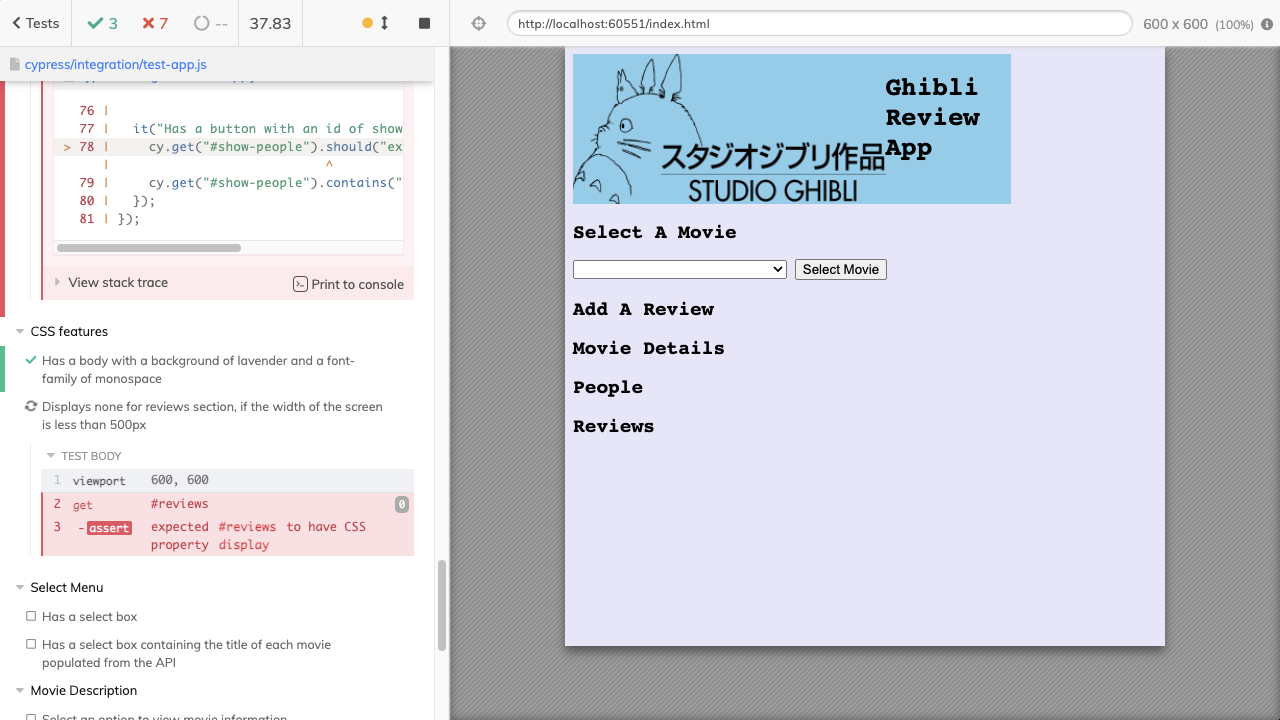 Tests
3
7
--
37.83
http://localhost:60551/index.html
600 x 600 (100%)
cypress/integration/test-app.js
76 |
77 | it("Has a button with an id of show
> 78 | cy.get("#show-people").should("ex
| ^
79 | cy.get("#show-people").contains("
80 | });
81 | });
View stack trace
Print to console
CSS features
Has a body with a background of lavender and a font-
family of monospace
Displays none for reviews section, if the width of the screen
is less than 500px
TEST BODY
1 viewport 600, 600
2 get #reviews 0
3 -assert expected #reviews to have CSS
property display
Select Menu
Has a select box
Has a select box containing the title of each movie
populated from the API
Movie Description
Select an option to view movie information
スタジオジブリ作品
STUDIO GHIBLI
Ghibli
Review
App
Select A Movie
Select Movie
Add A Review
Movie Details
People
Reviews